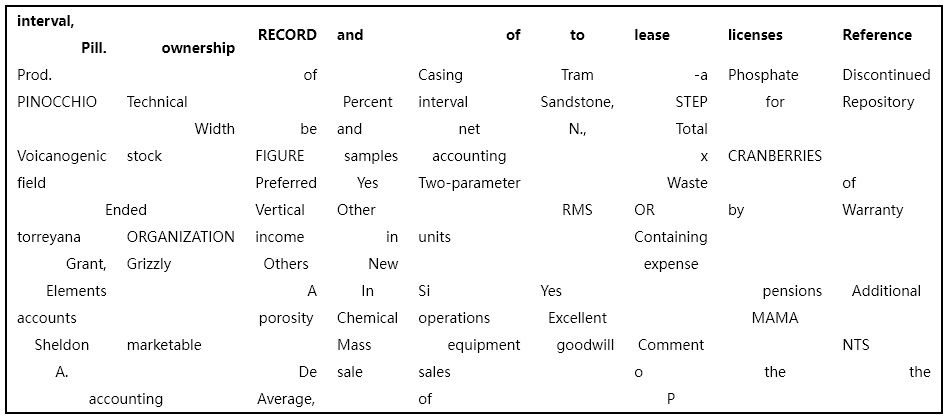 interval, Pill. ownership RECORD and of to lease licenses Reference
Prod. of Casing Tram -a Phosphate Discontinued
PINOCCHIO Technical Percent interval Sandstone, STEP for Repository
Width be and net N., Total
Voicanogenic stock FIGURE samples accounting x CRANBERRIES
field Preferred Yes Two-parameter Waste of
Ended Vertical Other RMS OR by Warranty
torreyana ORGANIZATION income in units Containing
Grant, Grizzly Others New expense
Elements A In Si Yes pensions Additional
accounts porosity Chemical operations Excellent MAMA
Sheldon marketable Mass equipment goodwill Comment NTS
A. De sale sales o the the
accounting Average, of P